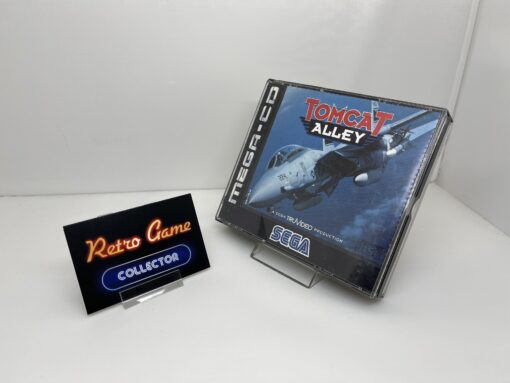 MEGA-CD
TOMCAT
ALLEY
A SEGA TRUVIDEO PRODUCTION
SEGA
Retro Game
COLLECTOR